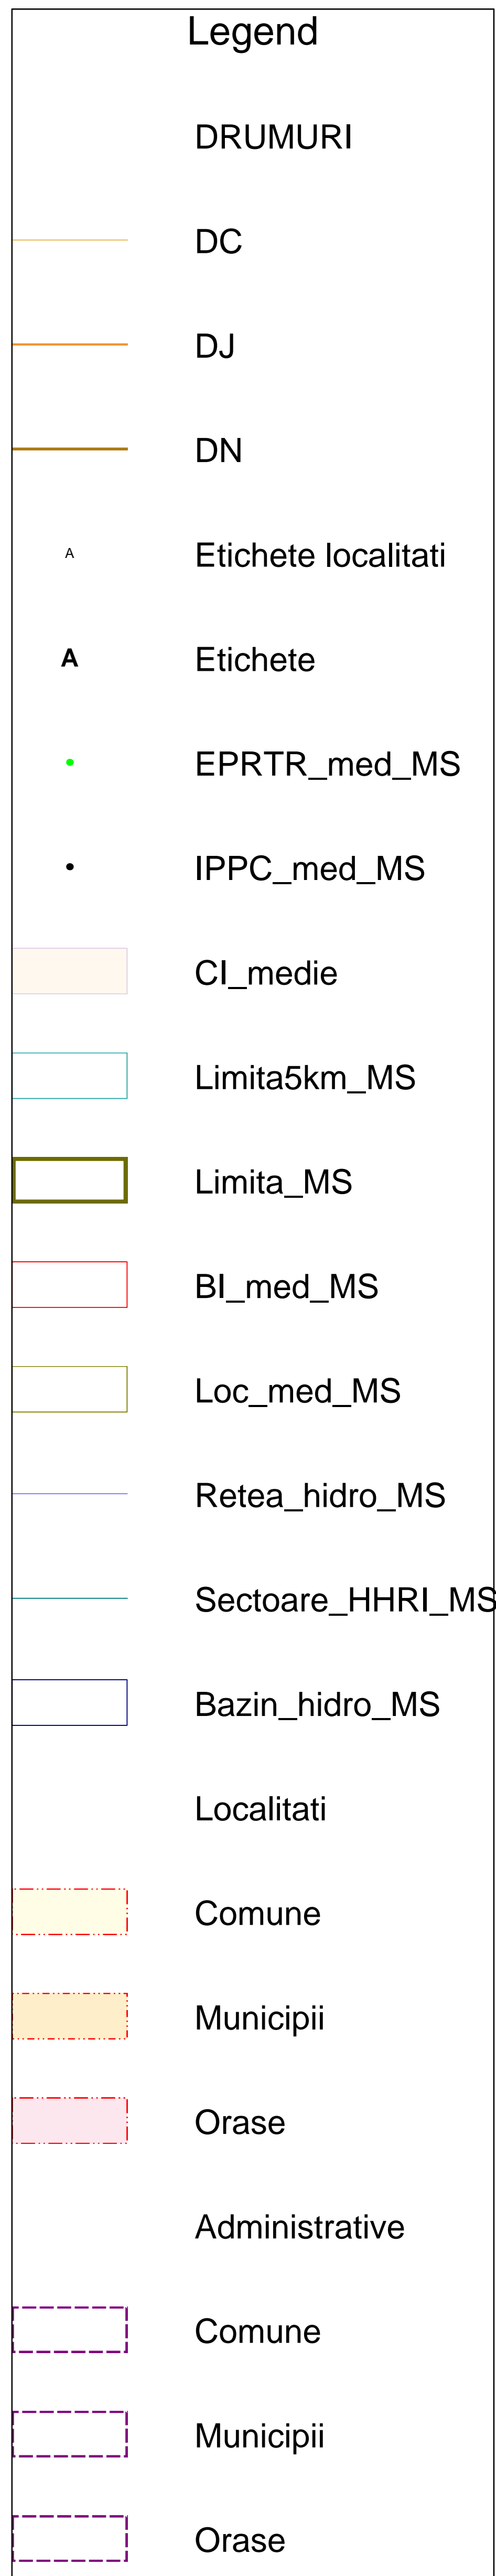 Legend
DRUMURI
DC
DJ
DN
A Etichete localitati
A Etichete
EPRTR_med_MS
IPPC_med_MS
CI_medie
Limita5km_MS
Limita_MS
BI_med_MS
Loc_med_MS
Retea_hidro_MS
Sectoare_HHRI_MS
Bazin_hidro_MS
Localitati
Comune
Municipii
Orase
Administrative
Comune
Municipii
Orase